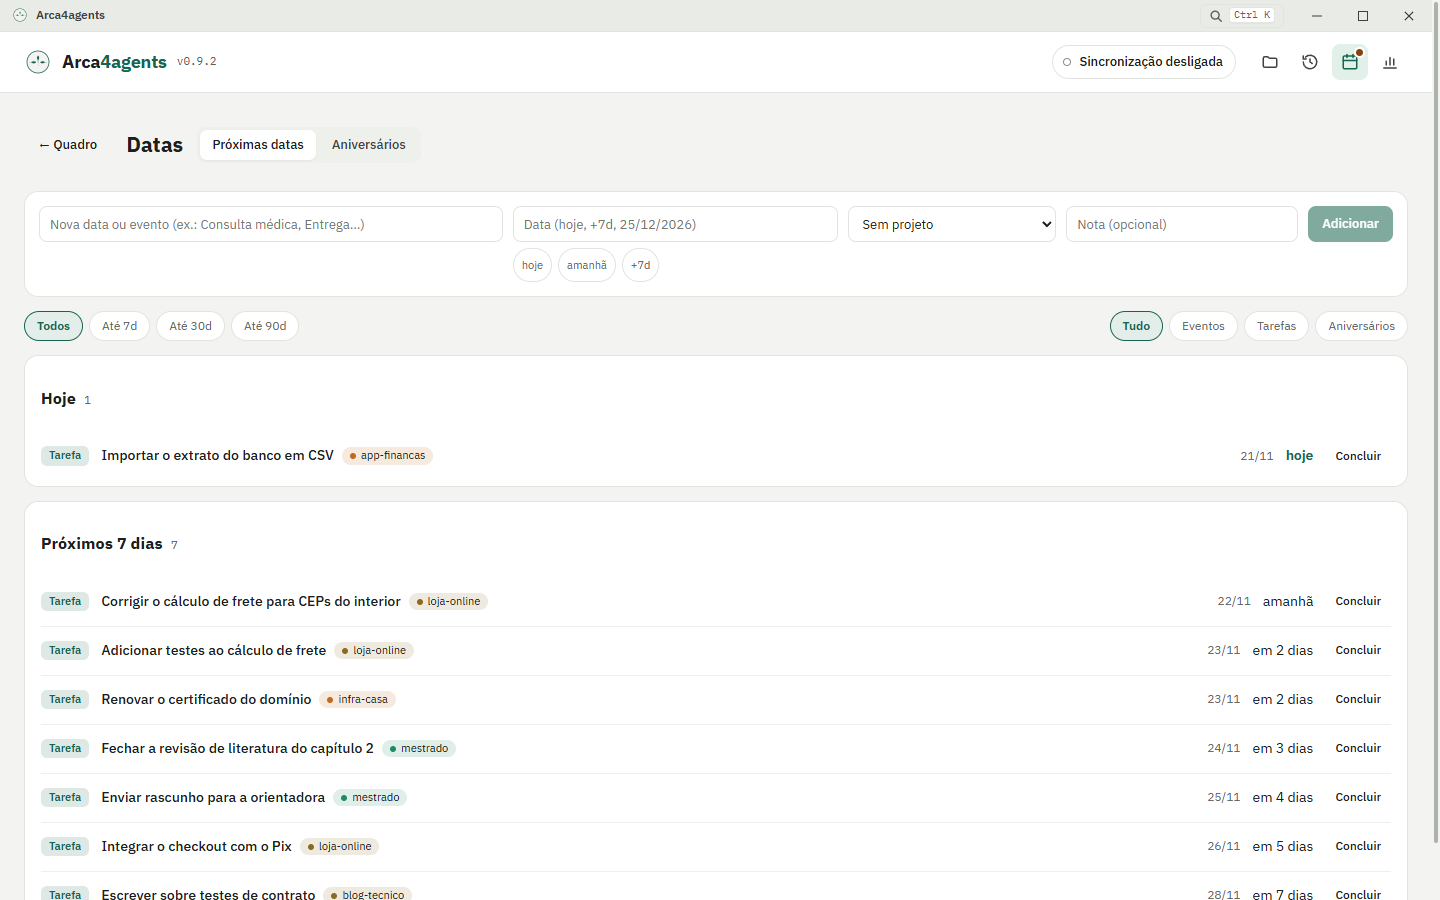 Arca4agents
Ctrl K
Arca4agents v0.9.2
Sincronização desligada
← Quadro
Datas
Próximas datas
Aniversários
Nova data ou evento (ex.: Consulta médica, Entrega...)
Data (hoje, +7d, 25/12/2026)
Sem projeto
Nota (opcional)
Adicionar
hoje
amanhã
+7d
Todos
Até 7d
Até 30d
Até 90d
Tudo
Eventos
Tarefas
Aniversários
Hoje 1
Tarefa Importar o extrato do banco em CSV app-financas 21/11 hoje Concluir
Próximos 7 dias 7
Tarefa Corrigir o cálculo de frete para CEPs do interior loja-online 22/11 amanhã Concluir
Tarefa Adicionar testes ao cálculo de frete loja-online 23/11 em 2 dias Concluir
Tarefa Renovar o certificado do domínio infra-casa 23/11 em 2 dias Concluir
Tarefa Fechar a revisão de literatura do capítulo 2 mestrado 24/11 em 3 dias Concluir
Tarefa Enviar rascunho para a orientadora mestrado 25/11 em 4 dias Concluir
Tarefa Integrar o checkout com o Pix loja-online 26/11 em 5 dias Concluir
Tarefa Escrever sobre testes de contrato blog-tecnico 28/11 em 7 dias Concluir